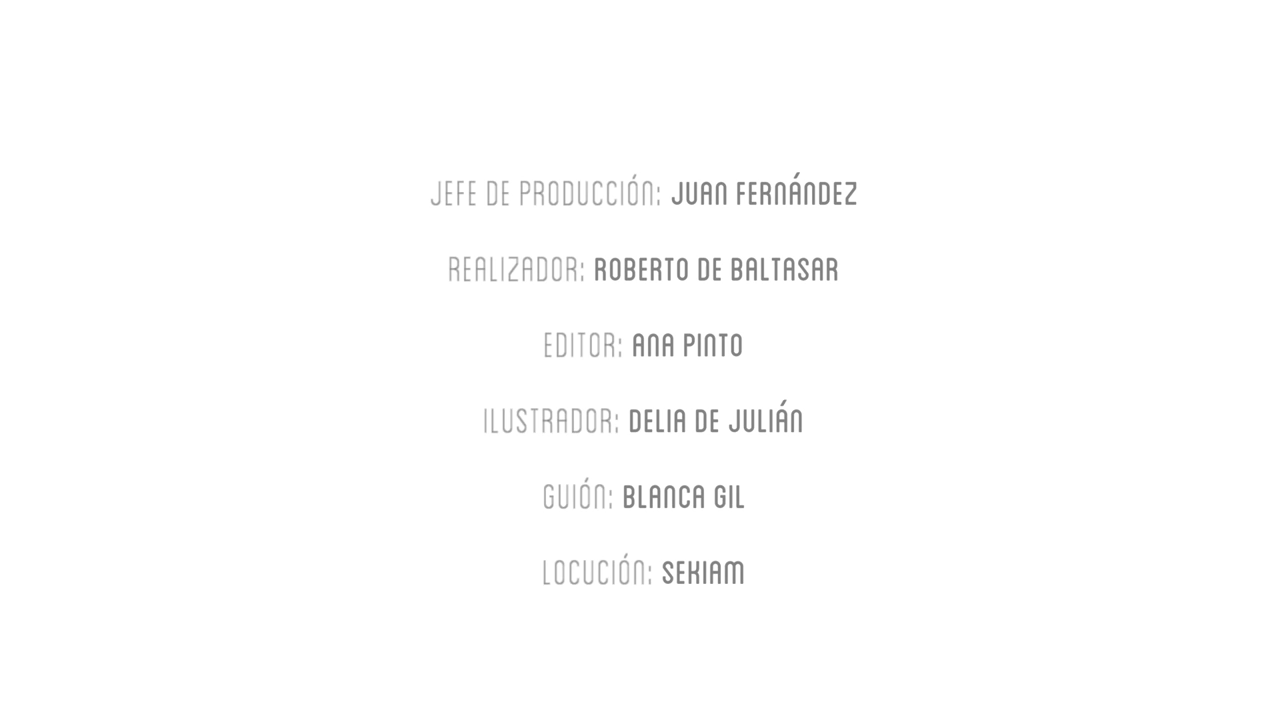 JEFE DE PRODUCCIÓN: JUAN FERNÁNDEZ
REALIZADOR: ROBERTO DE BALTASAR
EDITOR: ANA PINTO
ILUSTRADOR: DELIA DE JULIÁN
GUIÓN: BLANCA GIL
LOCUCIÓN: SEKIAM